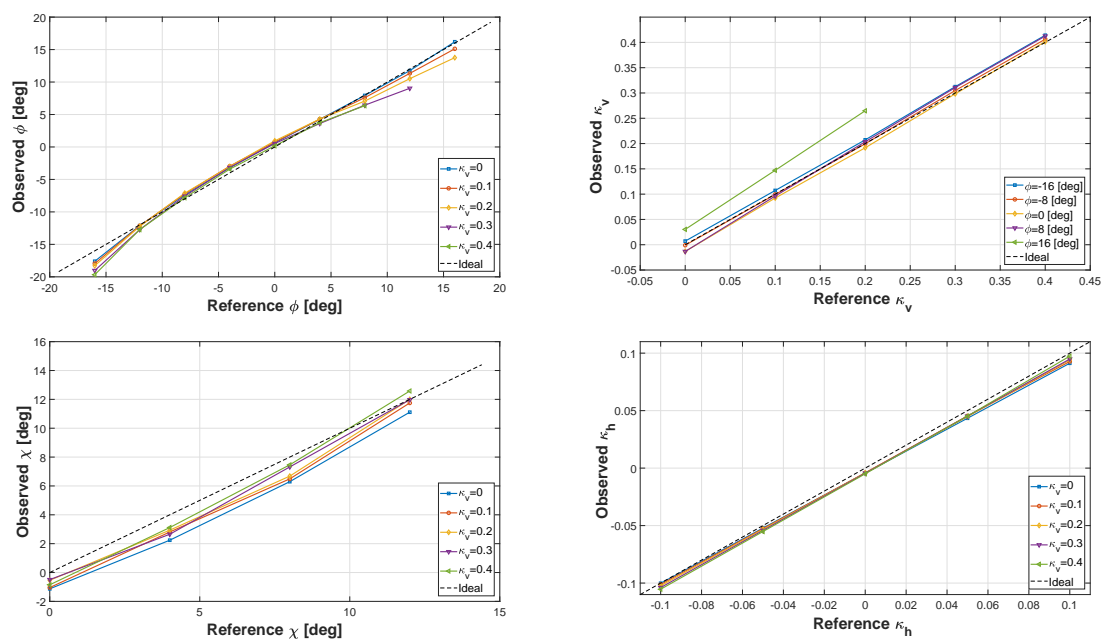 20
15
10
5
0
-5
-10
-15
-20
-20 -15 -10 -5 0 5 10 15 20
Observed ϕ [deg]
Reference ϕ [deg]
κv=0
κv=0.1
κv=0.2
κv=0.3
κv=0.4
Ideal
0.4
0.35
0.3
0.25
0.2
0.15
0.1
0.05
0
-0.05
0 0.05 0.1 0.15 0.2 0.25 0.3 0.35 0.4 0.45
Observed κv
Reference κv
ϕ=-16 [deg]
ϕ=-8 [deg]
ϕ=0 [deg]
ϕ=8 [deg]
ϕ=16 [deg]
Ideal
16
14
12
10
8
6
4
2
0
-2
0 5 10 15
Observed χ [deg]
Reference χ [deg]
κv=0
κv=0.1
κv=0.2
κv=0.3
κv=0.4
Ideal
0.1
0.05
0
-0.05
-0.1
-0.1 -0.08 -0.06 -0.04 -0.02 0 0.02 0.04 0.06 0.08 0.1
Observed κh
Reference κh
κv=0
κv=0.1
κv=0.2
κv=0.3
κv=0.4
Ideal